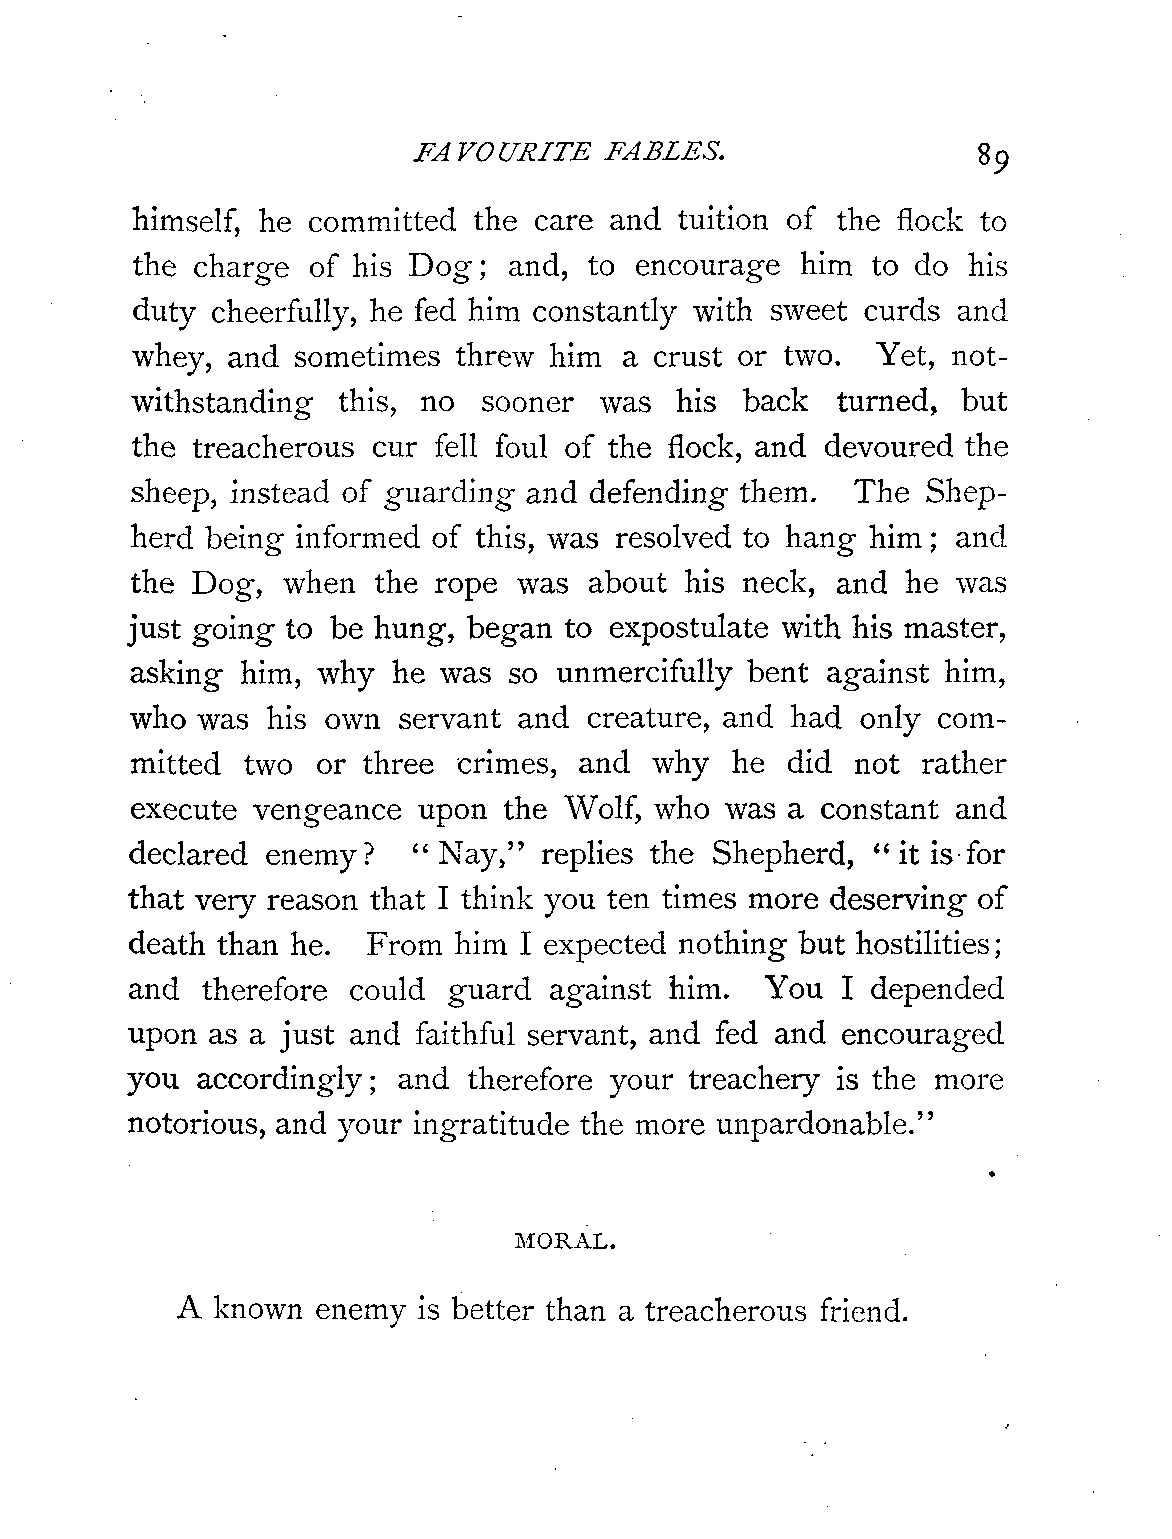 FAVOURITE FABLES. 89
himself, he committed the care and tuition of the flock to
the charge of his Dog; and, to encourage him to do his
duty cheerfully, he fed him constantly with sweet curds and
whey, and sometimes threw him a crust or two. Yet, not-
withstanding this, no sooner was his back turned, but
the treacherous cur fell foul of the flock, and devoured the
sheep, instead of guarding and defending them. The Shep-
herd being informed of this, was resolved to hang him; and
the Dog, when the rope was about his neck, and he was
just going to be hung, began to expostulate with his master,
asking him, why he was so unmercifully bent against him,
who was his own servant and creature, and had only com-
mitted two or three crimes, and why he did not rather
execute vengeance upon the Wolf, who was a constant and
declared enemy? “Nay,” replies the Shepherd, “it is for
that very reason that I think you ten times more deserving of
death than he. From him I expected nothing but hostilities;
and therefore could guard against him. You I depended
upon as a just and faithful servant, and fed and encouraged
you accordingly; and therefore your treachery is the more
notorious, and your ingratitude the more unpardonable.”
MORAL.
A known enemy is better than a treacherous friend.